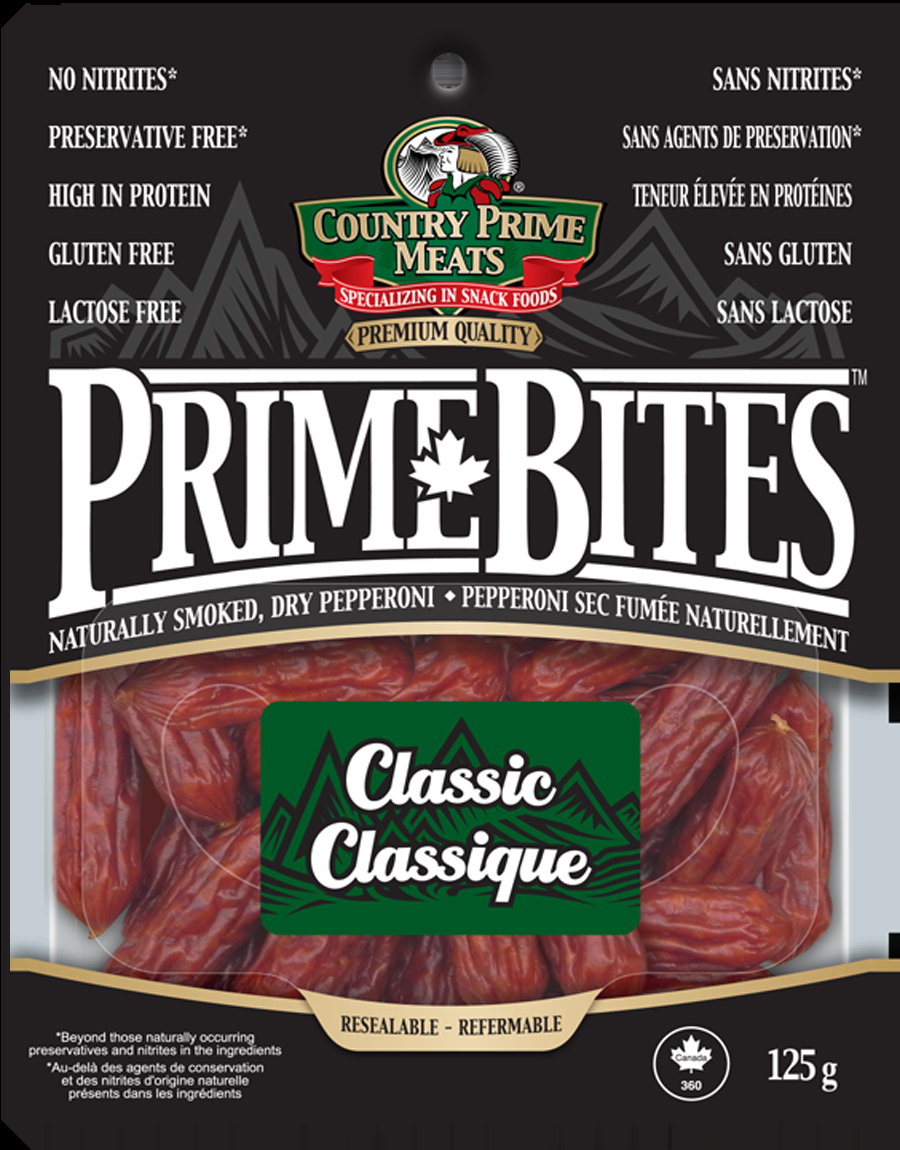 NO NITRITES*
SANS NITRITES*
PRESERVATIVE FREE*
SANS AGENTS DE PRESERVATION*
HIGH IN PROTEIN
TENEUR ÉLEVÉE EN PROTÉINES
GLUTEN FREE
SANS GLUTEN
LACTOSE FREE
SANS LACTOSE
®
COUNTRY PRIME
MEATS
SPECIALIZING IN SNACK FOODS
PREMIUM QUALITY
PRIME BITES™
NATURALLY SMOKED, DRY PEPPERONI • PEPPERONI SEC FUMÉE NATURELLEMENT
Classic
Classique
RESEALABLE - REFERMABLE
*Beyond those naturally occurring
preservatives and nitrites in the ingredients
*Au-delà des agents de conservation
et des nitrites d'origine naturelle
présents dans les ingrédients
Canada
360
125 g